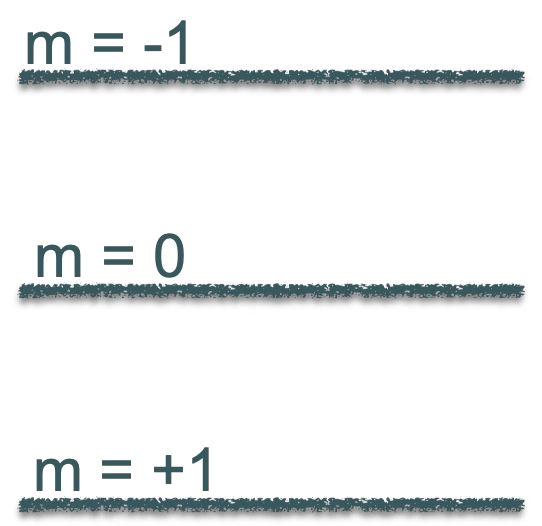 m = -1
m = 0
m = +1